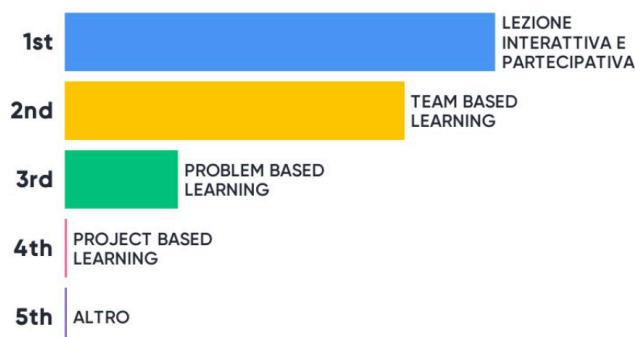 1st
LEZIONE
INTERATTIVA E
PARTECIPATIVA
2nd
TEAM BASED
LEARNING
3rd
PROBLEM BASED
LEARNING
4th
PROJECT BASED
LEARNING
5th
ALTRO